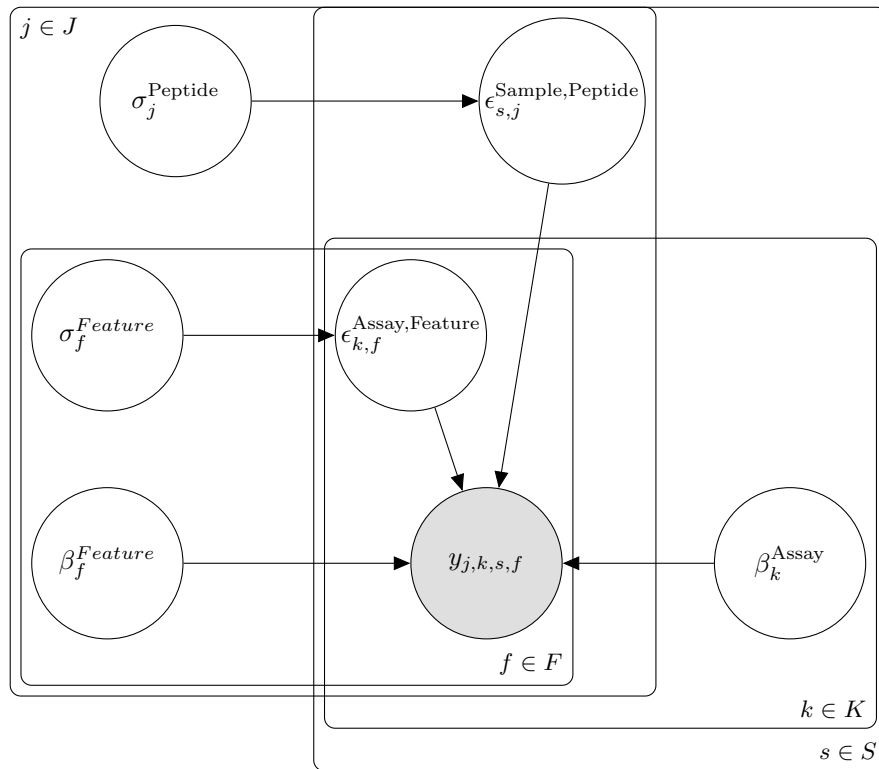 j ∈ J
σ_j^Peptide
ϵ_{s,j}^{Sample,Peptide}
σ_f^{Feature}
ϵ_{k,f}^{Assay,Feature}
β_f^{Feature}
y_{j,k,s,f}
β_k^{Assay}
f ∈ F
k ∈ K
s ∈ S